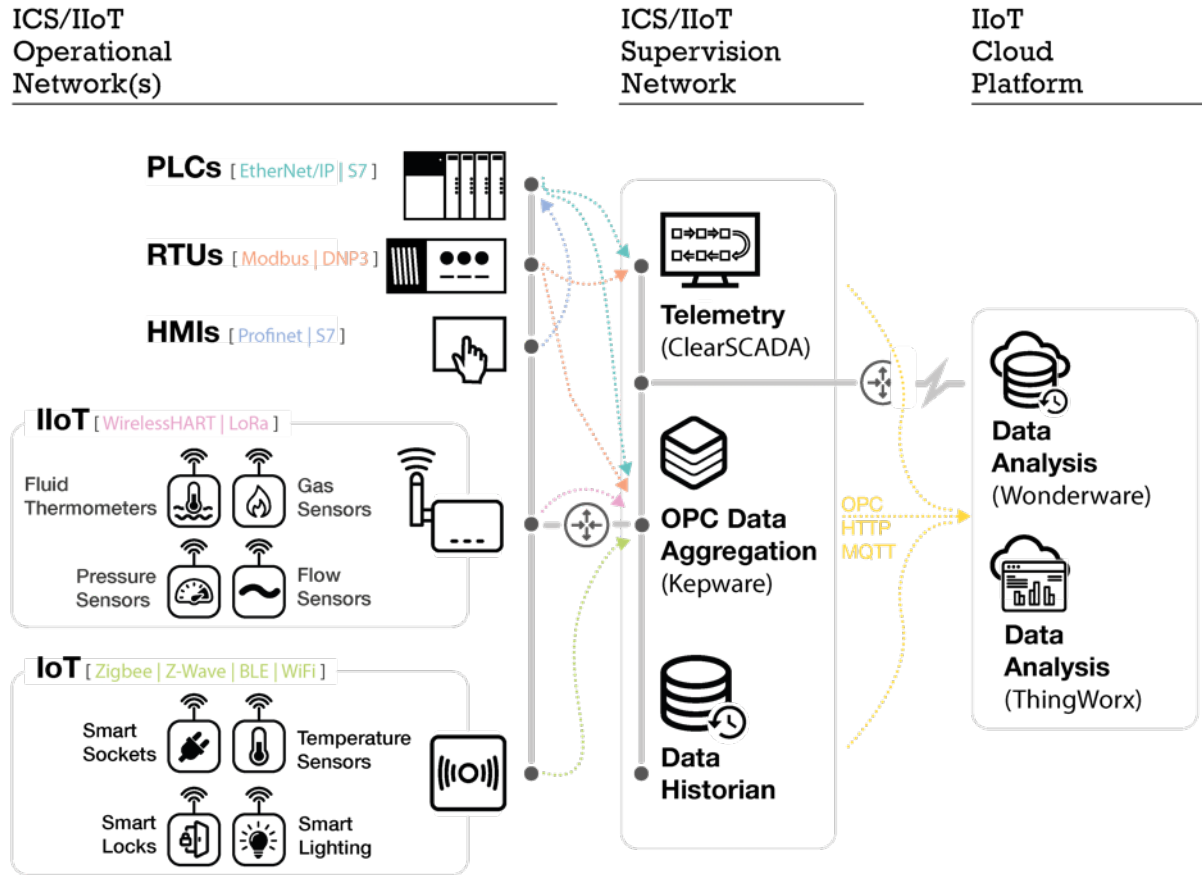 ICS/IIoT
Operational
Network(s)
ICS/IIoT
Supervision
Network
IIoT
Cloud
Platform
PLCs [ EtherNet/IP | S7 ]
RTUs [ Modbus | DNP3 ]
HMIs [ Profinet | S7 ]
IIoT [ WirelessHART | LoRa ]
Fluid
Thermometers
Gas
Sensors
Pressure
Sensors
Flow
Sensors
IoT [ Zigbee | Z-Wave | BLE | WiFi ]
Smart
Sockets
Temperature
Sensors
Smart
Locks
Smart
Lighting
Telemetry
(ClearSCADA)
OPC Data
Aggregation
(Kepware)
Data
Historian
OPC
HTTP
MQTT
Data
Analysis
(Wonderware)
Data
Analysis
(ThingWorx)